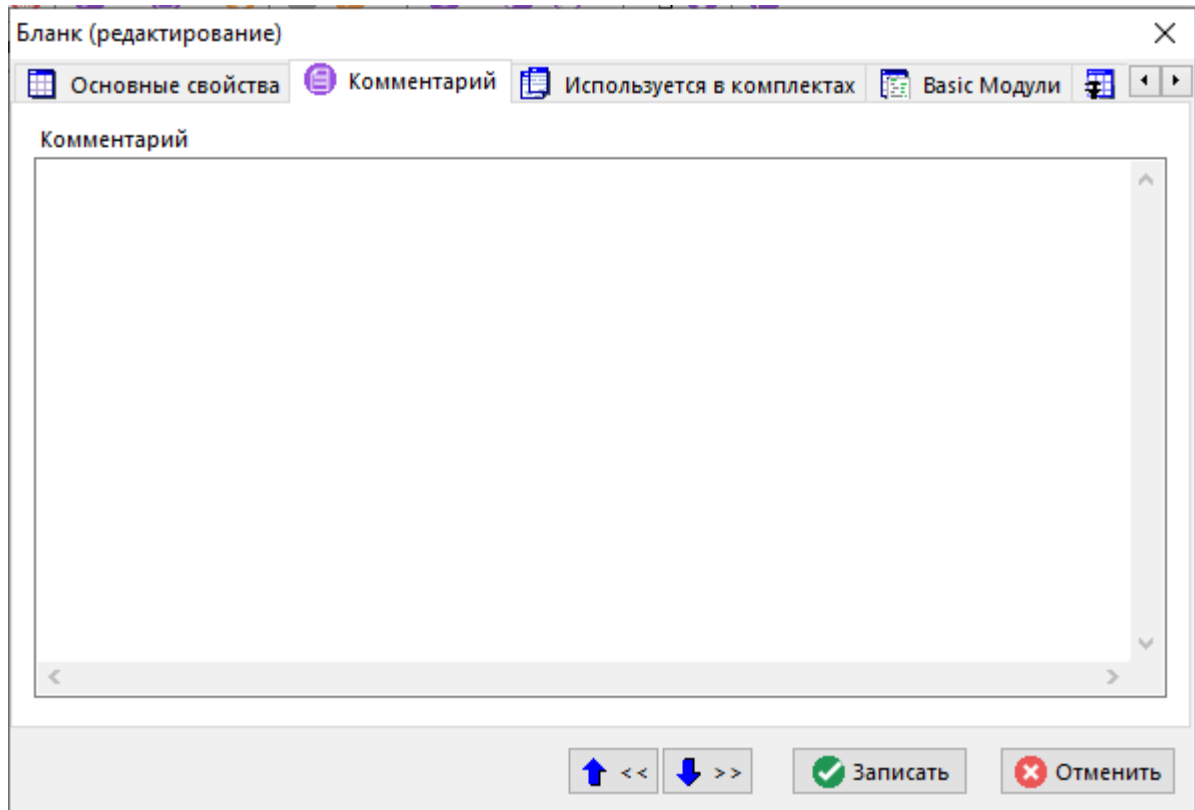 Бланк (редактирование)
Основные свойства Комментарий Используется в комплектах Basic Модули
Комментарий
<< >> Записать Отменить